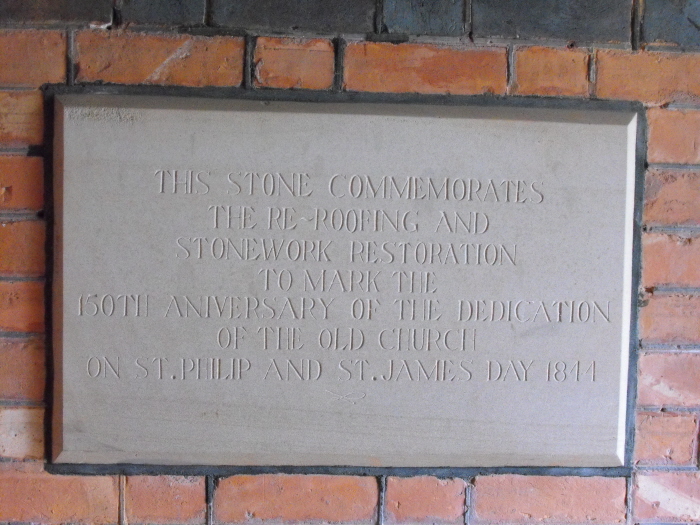 THIS STONE COMMEMORATES
THE RE-ROOFING AND
STONEWORK RESTORATION
TO MARK THE
150TH ANIVERSARY OF THE DEDICATION
OF THE OLD CHURCH
ON ST.PHILIP AND ST.JAMES DAY 1844